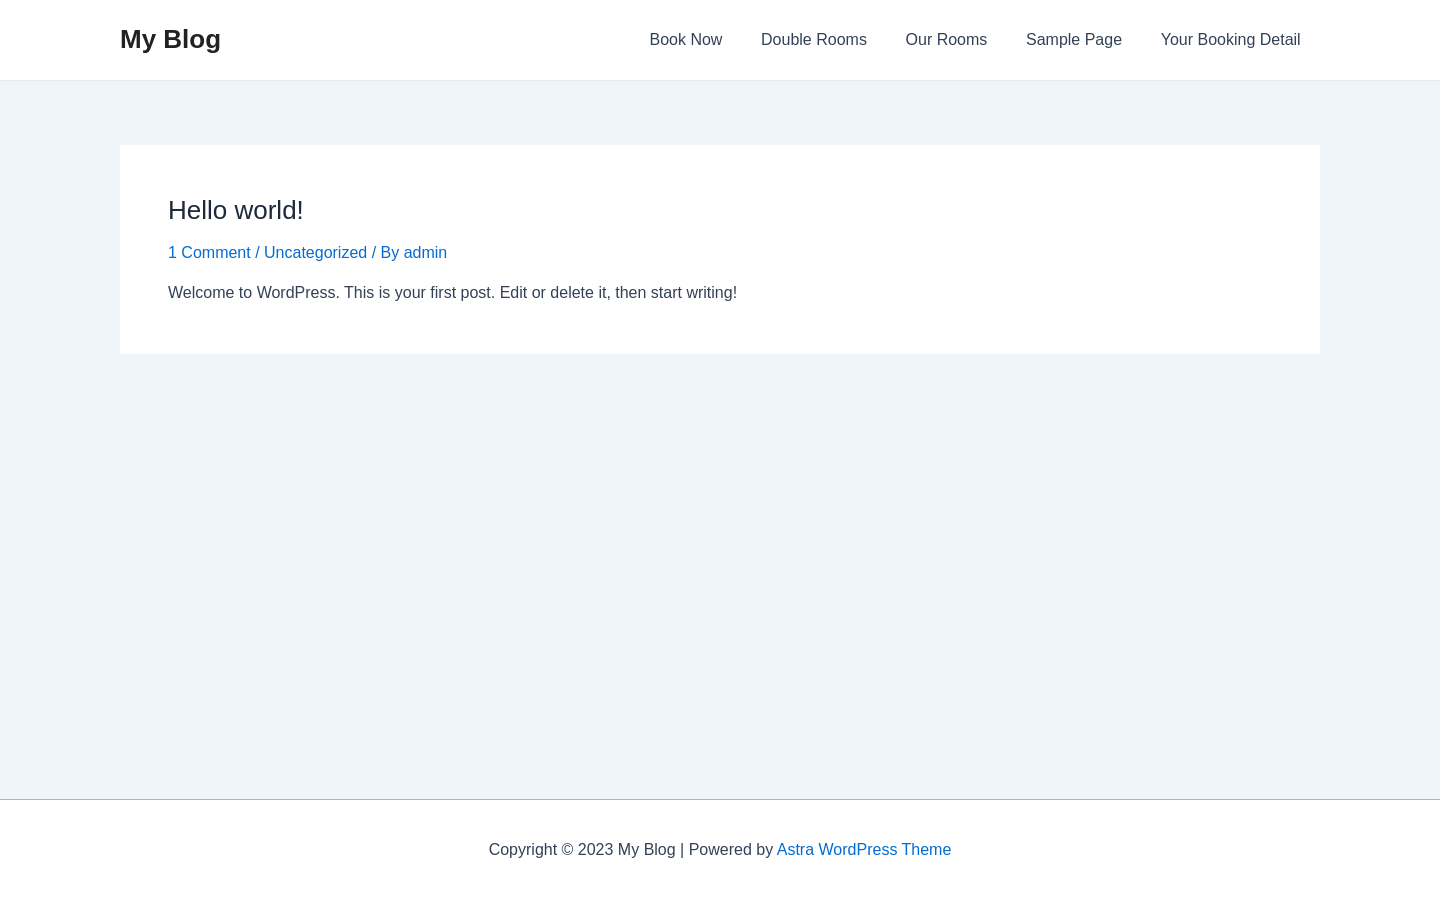 My Blog
Book Now
Double Rooms
Our Rooms
Sample Page
Your Booking Detail
Hello world!
1 Comment / Uncategorized / By admin
Welcome to WordPress. This is your first post. Edit or delete it, then start writing!
Copyright © 2023 My Blog | Powered by Astra WordPress Theme